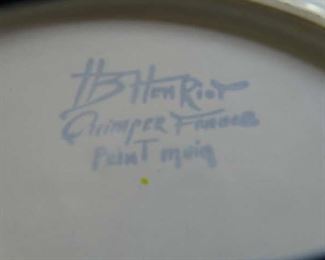 HB Henriot
Quimper France
Peint main